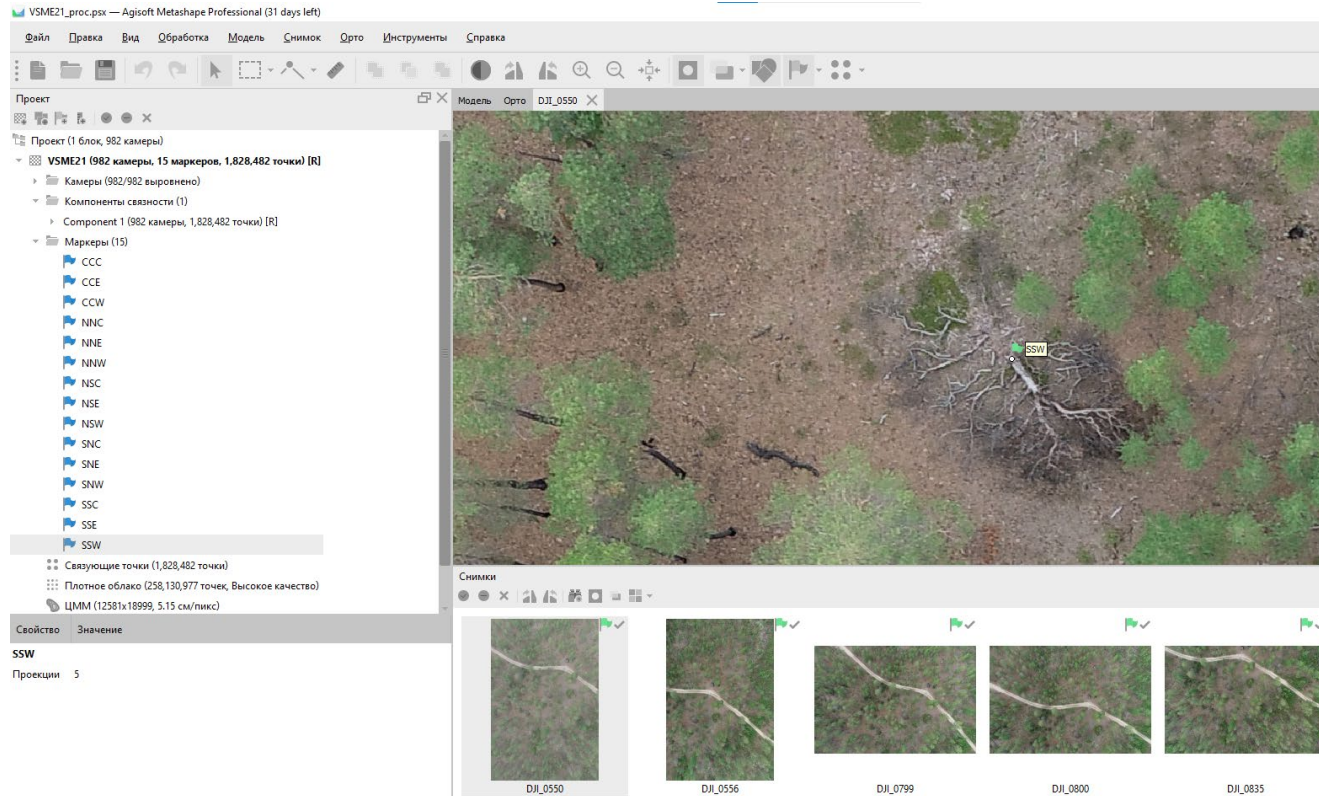 VSME21_proc.psx — Agisoft Metashape Professional (31 days left)
Файл Правка Вид Обработка Модель Снимок Орто Инструменты Справка
Проект
Модель Орто DJI_0550
Проект (1 блок, 982 камеры)
VSME21 (982 камеры, 15 маркеров, 1,828,482 точки) [R]
Камеры (982/982 выровнено)
Компоненты связности (1)
Component 1 (982 камеры, 1,828,482 точки) [R]
Маркеры (15)
CCC
CCE
CCW
NNC
NNE
NNW
NSC
NSE
NSW
SNC
SNE
SNW
SSC
SSE
SSW
Связующие точки (1,828,482 точки)
Плотное облако (258,130,977 точек, Высокое качество)
ЦММ (12581x18999, 5.15 см/пикс)
Свойство Значение
SSW
Проекции 5
SSW
Снимки
DJI_0550 DJI_0556 DJI_0799 DJI_0800 DJI_0835